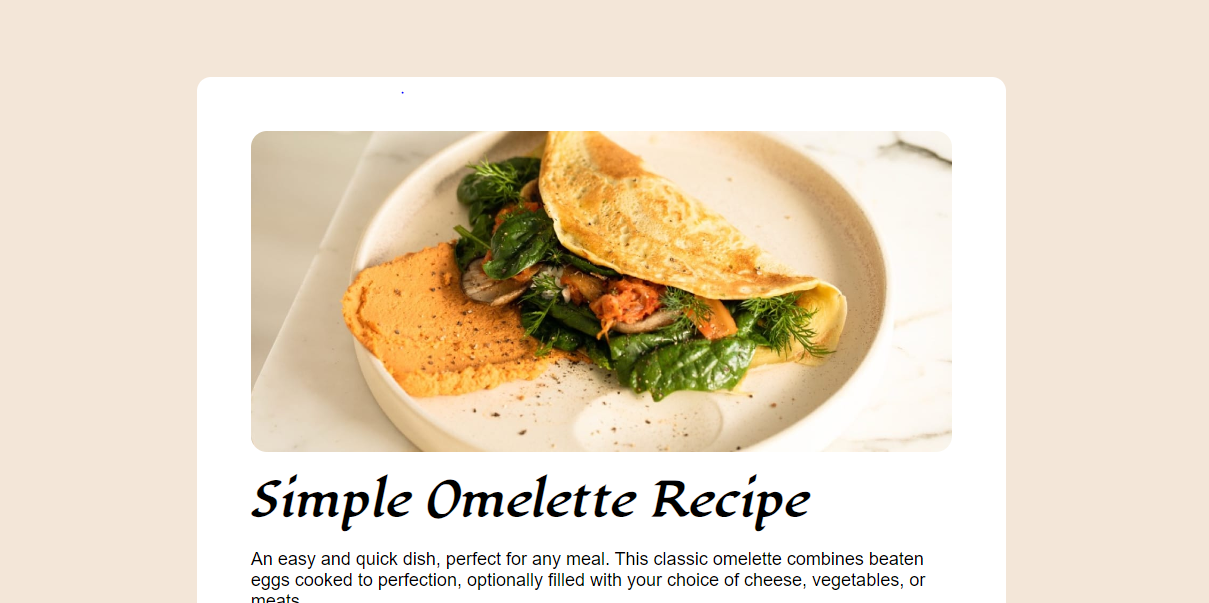 Simple Omelette Recipe
An easy and quick dish, perfect for any meal. This classic omelette combines beaten
eggs cooked to perfection, optionally filled with your choice of cheese, vegetables, or
meats.